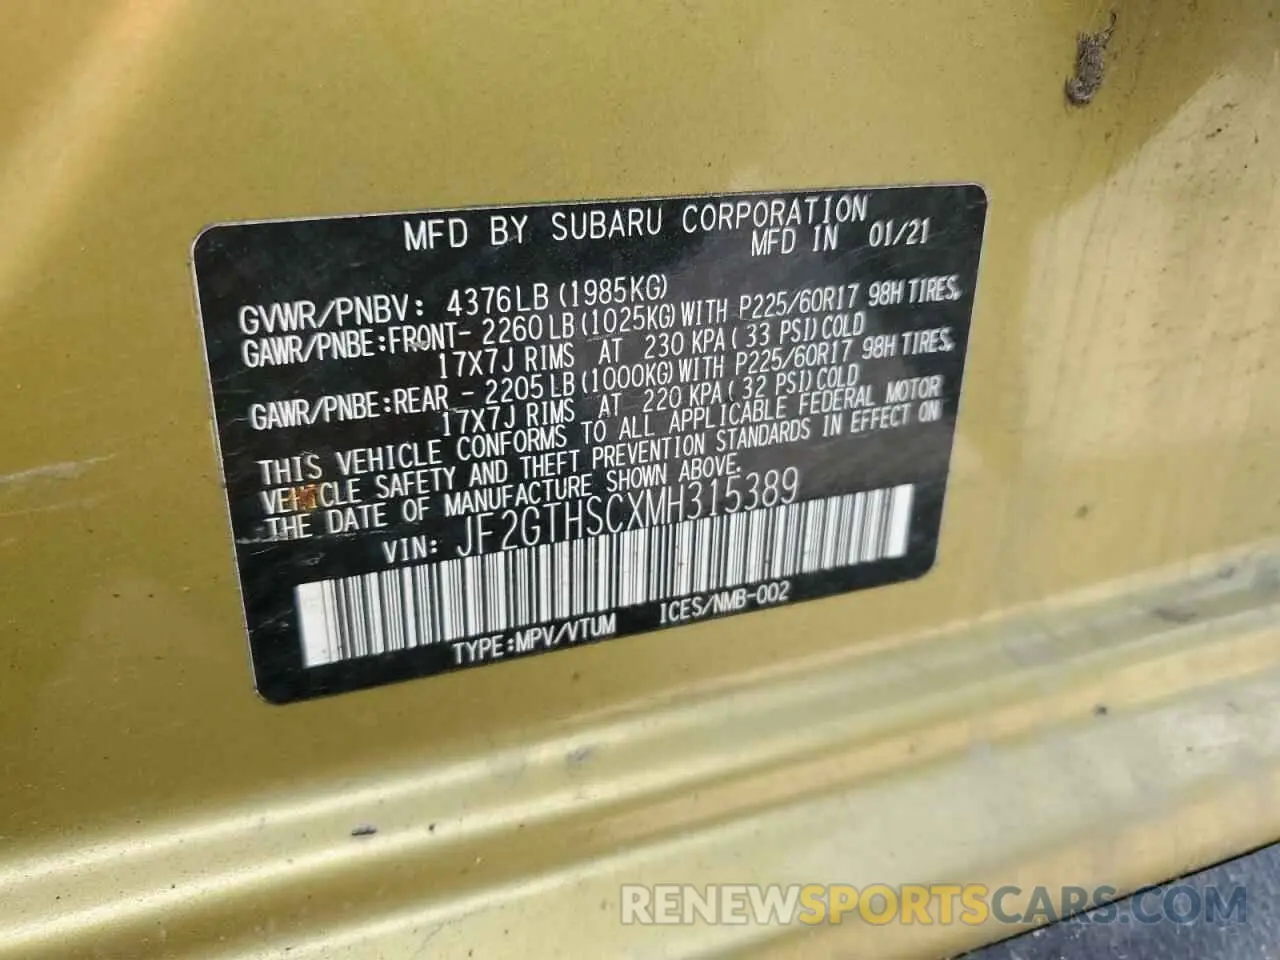 MFD BY SUBARU CORPORATION
MFD IN 01/21
GVWR/PNBV: 4376LB (1985KG)
GAWR/PNBE:FRONT- 2260LB (1025KG) WITH P225/60R17 98H TIRES,
17X7J RIMS AT 230 KPA ( 33 PSI) COLD
GAWR/PNBE:REAR - 2205LB (1000KG) WITH P225/60R17 98H TIRES,
17X7J RIMS AT 220 KPA ( 32 PSI) COLD
THIS VEHICLE CONFORMS TO ALL APPLICABLE FEDERAL MOTOR
VEHICLE SAFETY AND THEFT PREVENTION STANDARDS IN EFFECT ON
THE DATE OF MANUFACTURE SHOWN ABOVE.
VIN: JF2GTHSCXMH315389
TYPE:MPV/VTUM ICES/NMB-002
RENEWSPORTSCARS.COM